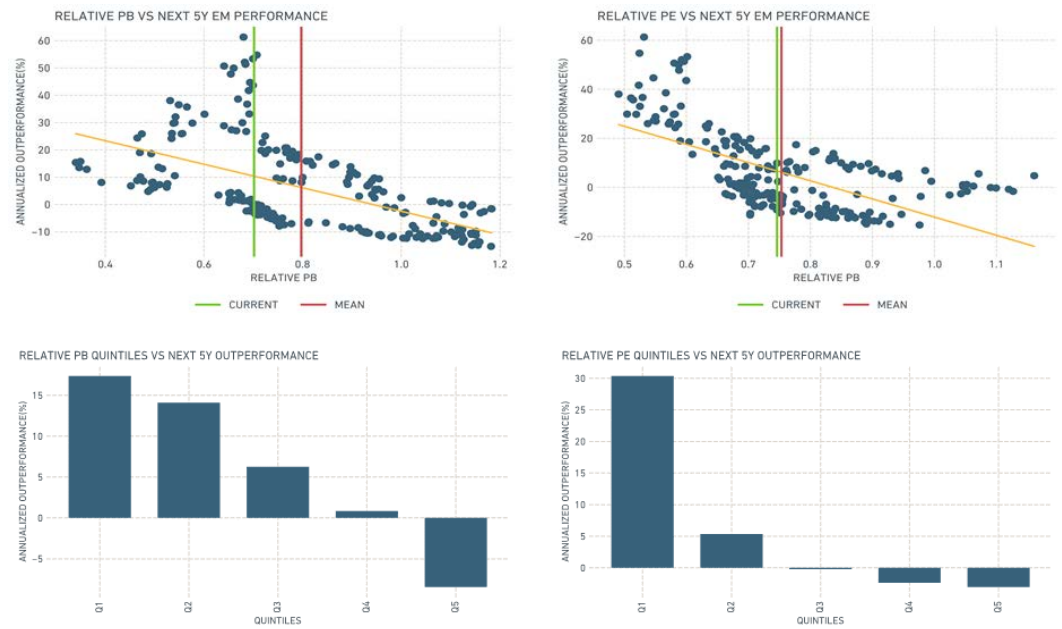 RELATIVE PB VS NEXT 5Y EM PERFORMANCE
ANNUALIZED OUTPERFORMANCE(%)
60
50
40
30
20
10
0
−10
0.4
0.6
0.8
1.0
1.2
RELATIVE PB
CURRENT
MEAN
RELATIVE PE VS NEXT 5Y EM PERFORMANCE
ANNUALIZED OUTPERFORMANCE(%)
60
40
20
0
−20
0.5
0.6
0.7
0.8
0.9
1.0
1.1
RELATIVE PB
CURRENT
MEAN
RELATIVE PB QUINTILES VS NEXT 5Y OUTPERFORMANCE
ANNUALIZED OUTPERFORMANCE(%)
15
10
5
0
−5
Q1
Q2
Q3
Q4
Q5
QUINTILES
RELATIVE PE QUINTILES VS NEXT 5Y OUTPERFORMANCE
ANNUALIZED OUTPERFORMANCE(%)
30
25
20
15
10
5
0
Q1
Q2
Q3
Q4
Q5
QUINTILES